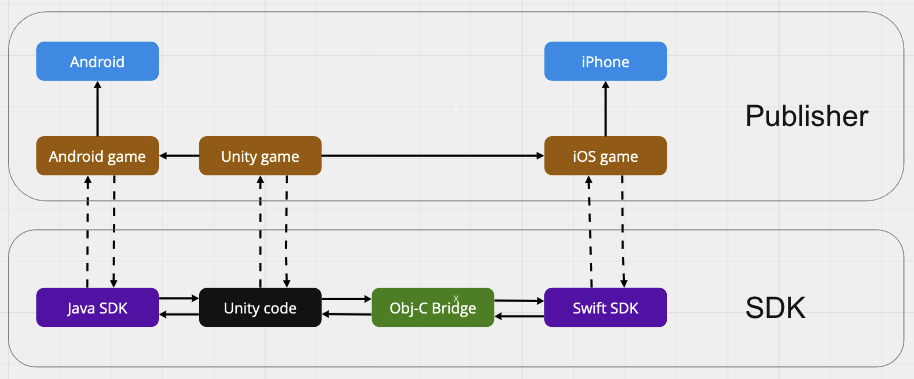 Android
iPhone
Publisher
Android game
Unity game
iOS game
Java SDK
Unity code
Obj-C Bridge
Swift SDK
SDK